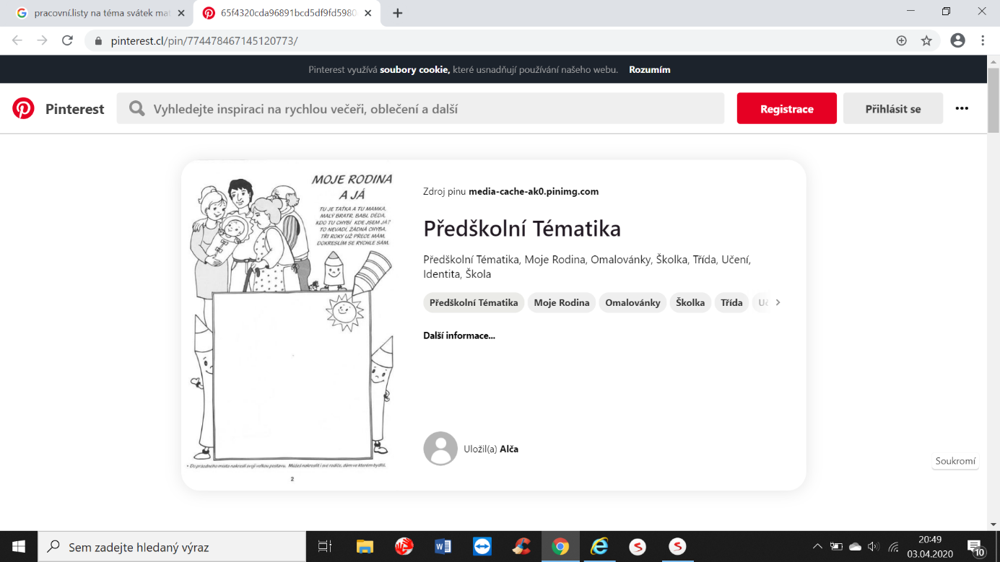 pracovní.listy na téma svátek mat
65f4320cda96891bcd5df9fd5980
pinterest.cl/pin/774478467145120773/
Pinterest využívá soubory cookie, které usnadňují používání našeho webu. Rozumím
Pinterest
Vyhledejte inspiraci na rychlou večeři, oblečení a další
Registrace
Přihlásit se
MOJE RODINA
A JÁ
TU JE TAŤKA A TU MAMKA,
MALÝ BRATR, BABI, DĚDA,
KDO TU CHYBÍ KDE JSEM JÁ?
TO NEVADÍ, ŽÁDNÁ CHYBA,
TŘI ROKY UŽ PŘECE MÁM,
DOKRESLÍM SE RYCHLE SÁM.
• Do prázdného místa nakresli svoji velkou postavu. Můžeš nakreslit i své rodiče, dům ve kterém bydlíš.
2
Zdroj pinu media-cache-ak0.pinimg.com
Předškolní Tématika
Předškolní Tématika, Moje Rodina, Omalovánky, Školka, Třída, Učení,
Identita, Škola
Předškolní Tématika Moje Rodina Omalovánky Školka Třída
Další informace...
Uložil(a) Alča
Soukromí
Sem zadejte hledaný výraz
20:49
03.04.2020
10